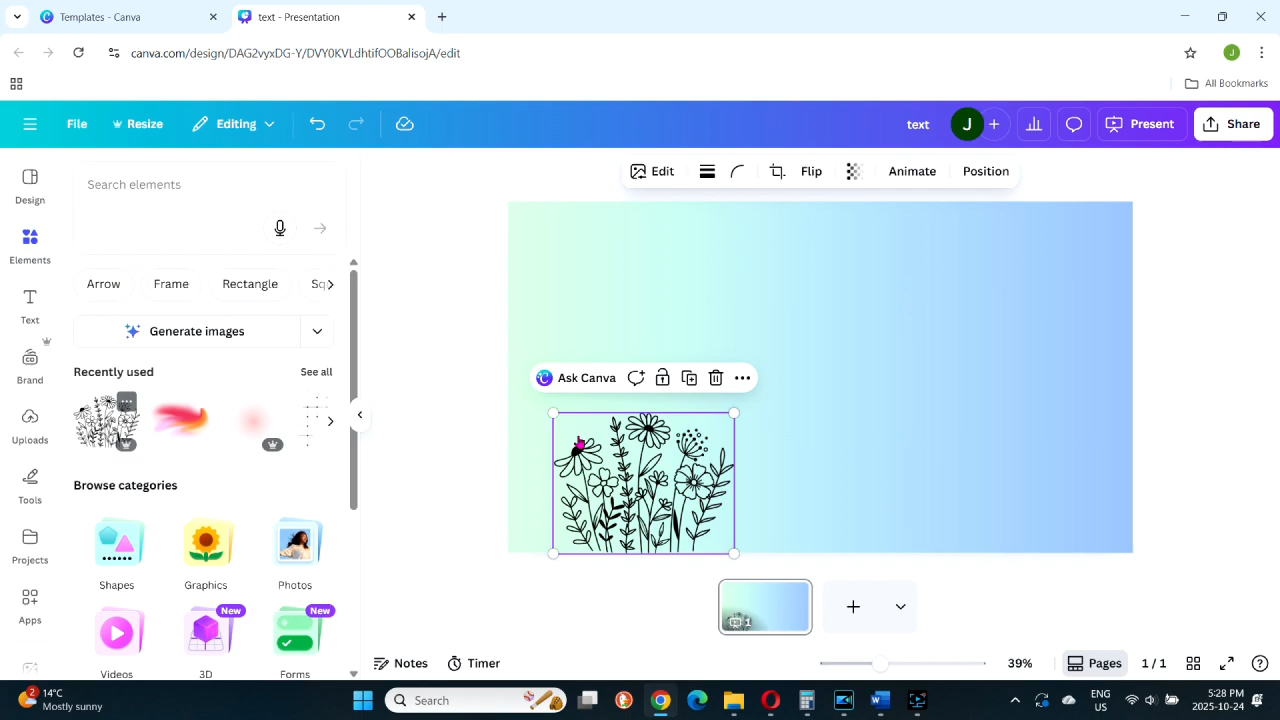 Templates - Canva
text - Presentation
canva.com/design/DAG2vyxDG-Y/DVY0KVLdhtifOOBalisojA/edit
J
All Bookmarks
File
Resize
Editing
text
J
Present
Share
Design
Elements
Text
Brand
Uploads
Tools
Projects
Apps
Search elements
Arrow
Frame
Rectangle
Sq
Generate images
Recently used
See all
Browse categories
Shapes
Graphics
Photos
New
New
Videos
3D
Forms
Edit
Flip
Animate
Position
Ask Canva
1
Notes
Timer
39%
Pages
1 / 1
2
14°C
Mostly sunny
Search
ENG
US
5:28 PM
2025-10-24